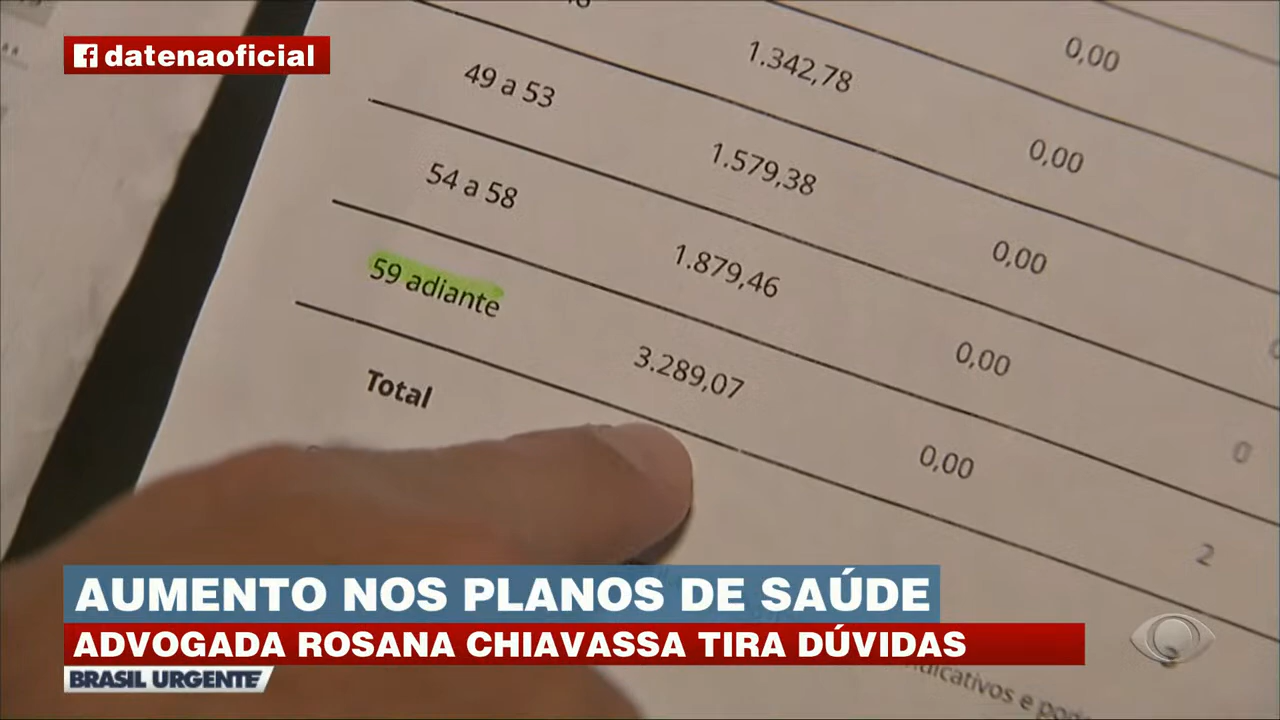 datenaoficial
0,00
1.342,78 0,00
49 a 53 1.579,38 0,00
54 a 58 1.879,46 0,00 0
59 adiante 3.289,07 0,00 2
Total
AUMENTO NOS PLANOS DE SAÚDE
ADVOGADA ROSANA CHIAVASSA TIRA DÚVIDAS
BRASIL URGENTE